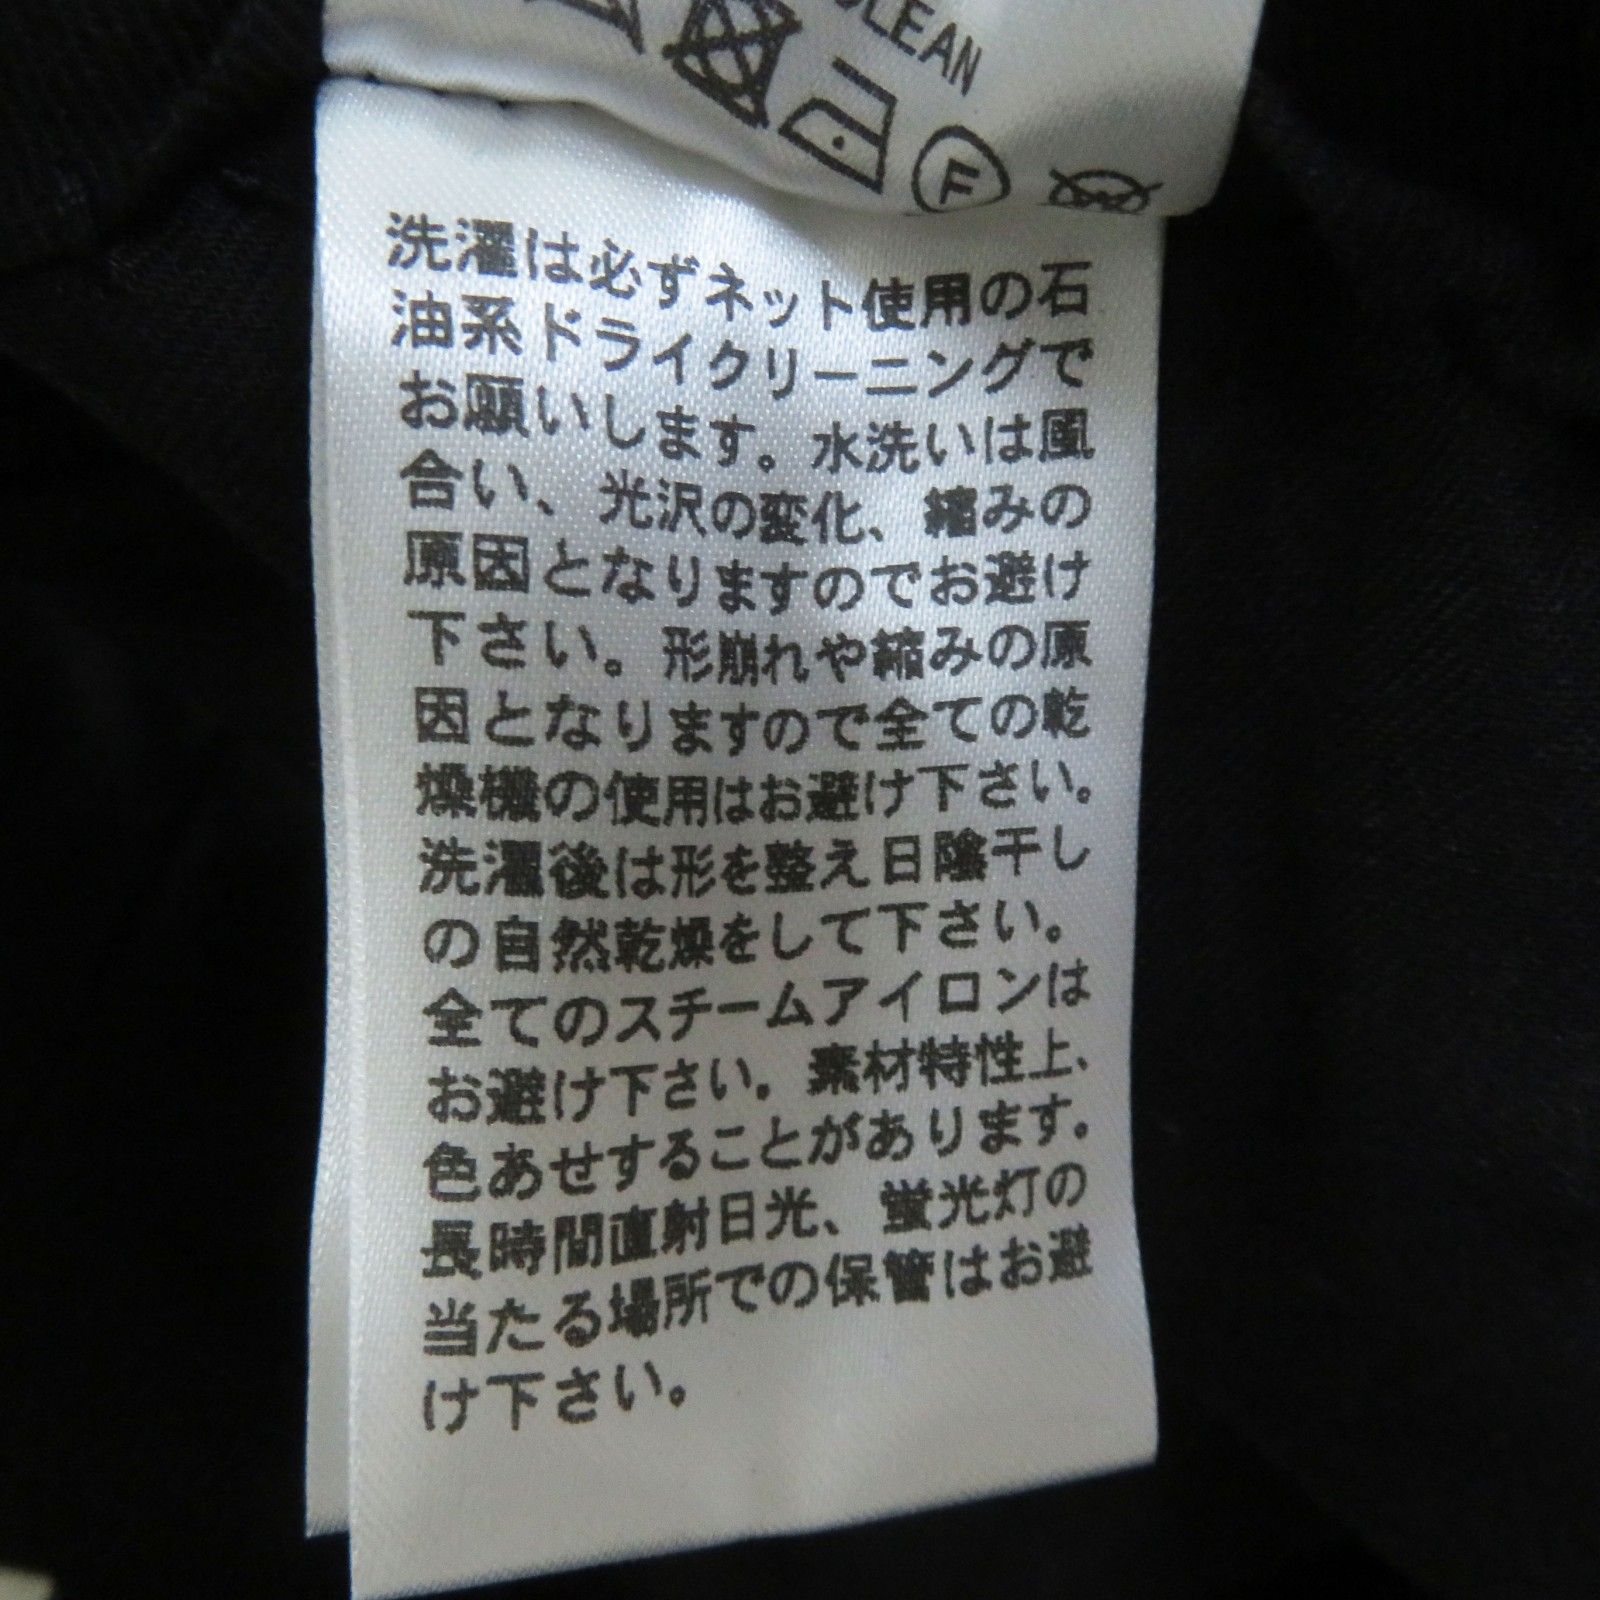 CLEAN
F
洗濯は必ずネット使用の石
油系ドライクリーニングで
お願いします。水洗いは風
合い、光沢の変化、縮みの
原因となりますのでお避け
下さい。形崩れや縮みの原
因となりますので全ての乾
燥機の使用はお避け下さい。
洗濯後は形を整え日陰干し
の自然乾燥をして下さい。
全てのスチームアイロンは
お避け下さい。素材特性上、
色あせすることがあります。
長時間直射日光、蛍光灯の
当たる場所での保管はお避
け下さい。